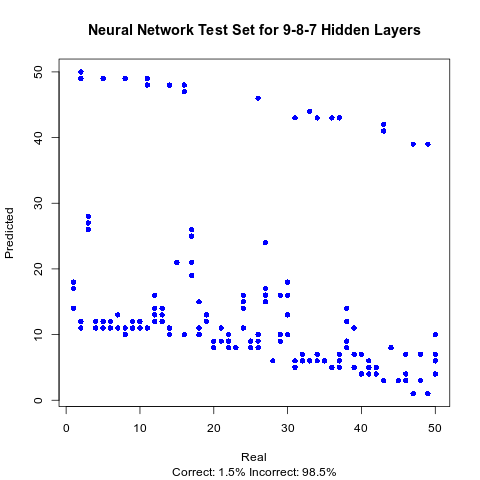 Neural Network Test Set for 9-8-7 Hidden Layers
Predicted
50
40
30
20
10
0
0 10 20 30 40 50
Real
Correct: 1.5% Incorrect: 98.5%